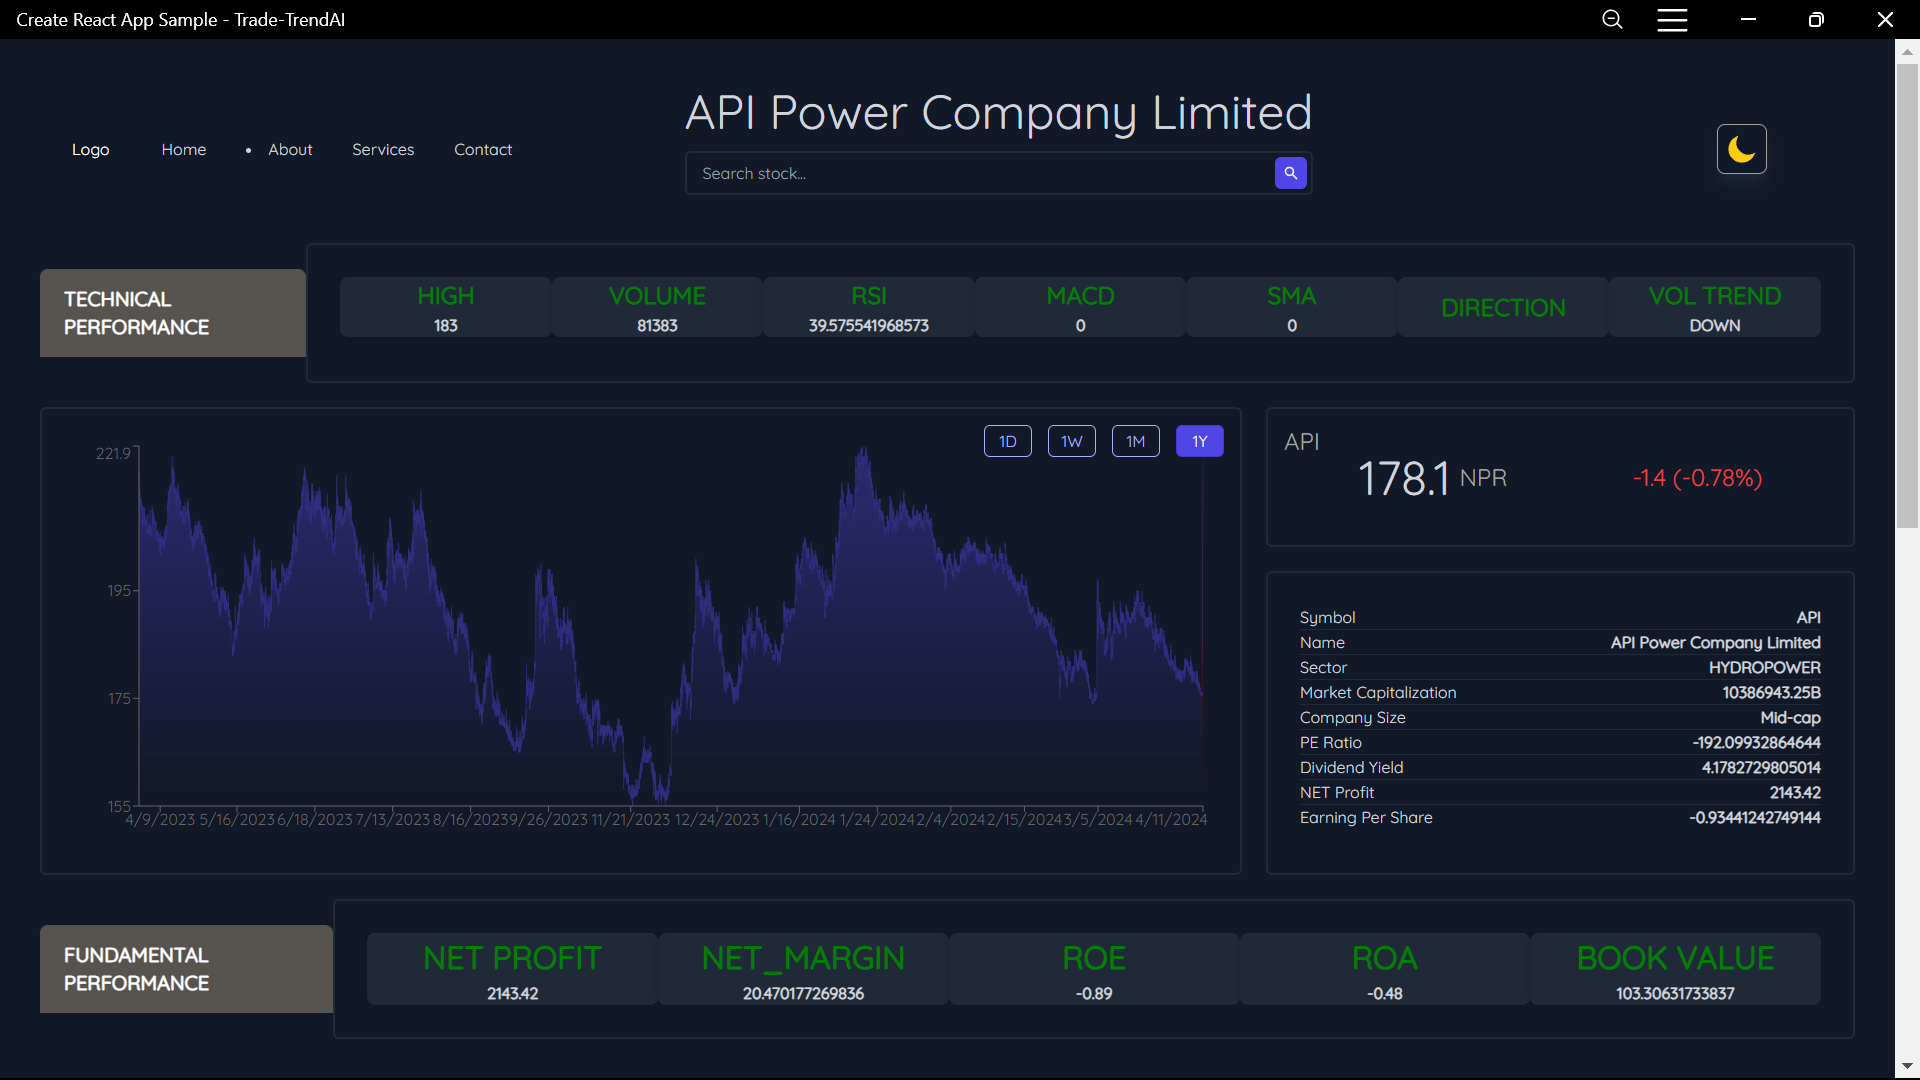 Create React App Sample - Trade-TrendAI
API Power Company Limited
Logo Home • About Services Contact
Search stock...
TECHNICAL
PERFORMANCE
HIGH
183
VOLUME
81383
RSI
39.575541968573
MACD
0
SMA
0
DIRECTION
VOL TREND
DOWN
1D 1W 1M 1Y
221.9
195
175
155
4/9/2023 5/16/2023 6/18/2023 7/13/2023 8/16/2023 9/26/2023 11/21/2023 12/24/2023 1/16/2024 1/24/2024 2/4/2024 2/15/2024 3/5/2024 4/11/2024
API
178.1 NPR -1.4 (-0.78%)
Symbol API
Name API Power Company Limited
Sector HYDROPOWER
Market Capitalization 10386943.25B
Company Size Mid-cap
PE Ratio -192.09932864644
Dividend Yield 4.1782729805014
NET Profit 2143.42
Earning Per Share -0.93441242749144
FUNDAMENTAL
PERFORMANCE
NET PROFIT
2143.42
NET_MARGIN
20.470177269836
ROE
-0.89
ROA
-0.48
BOOK VALUE
103.30631733837